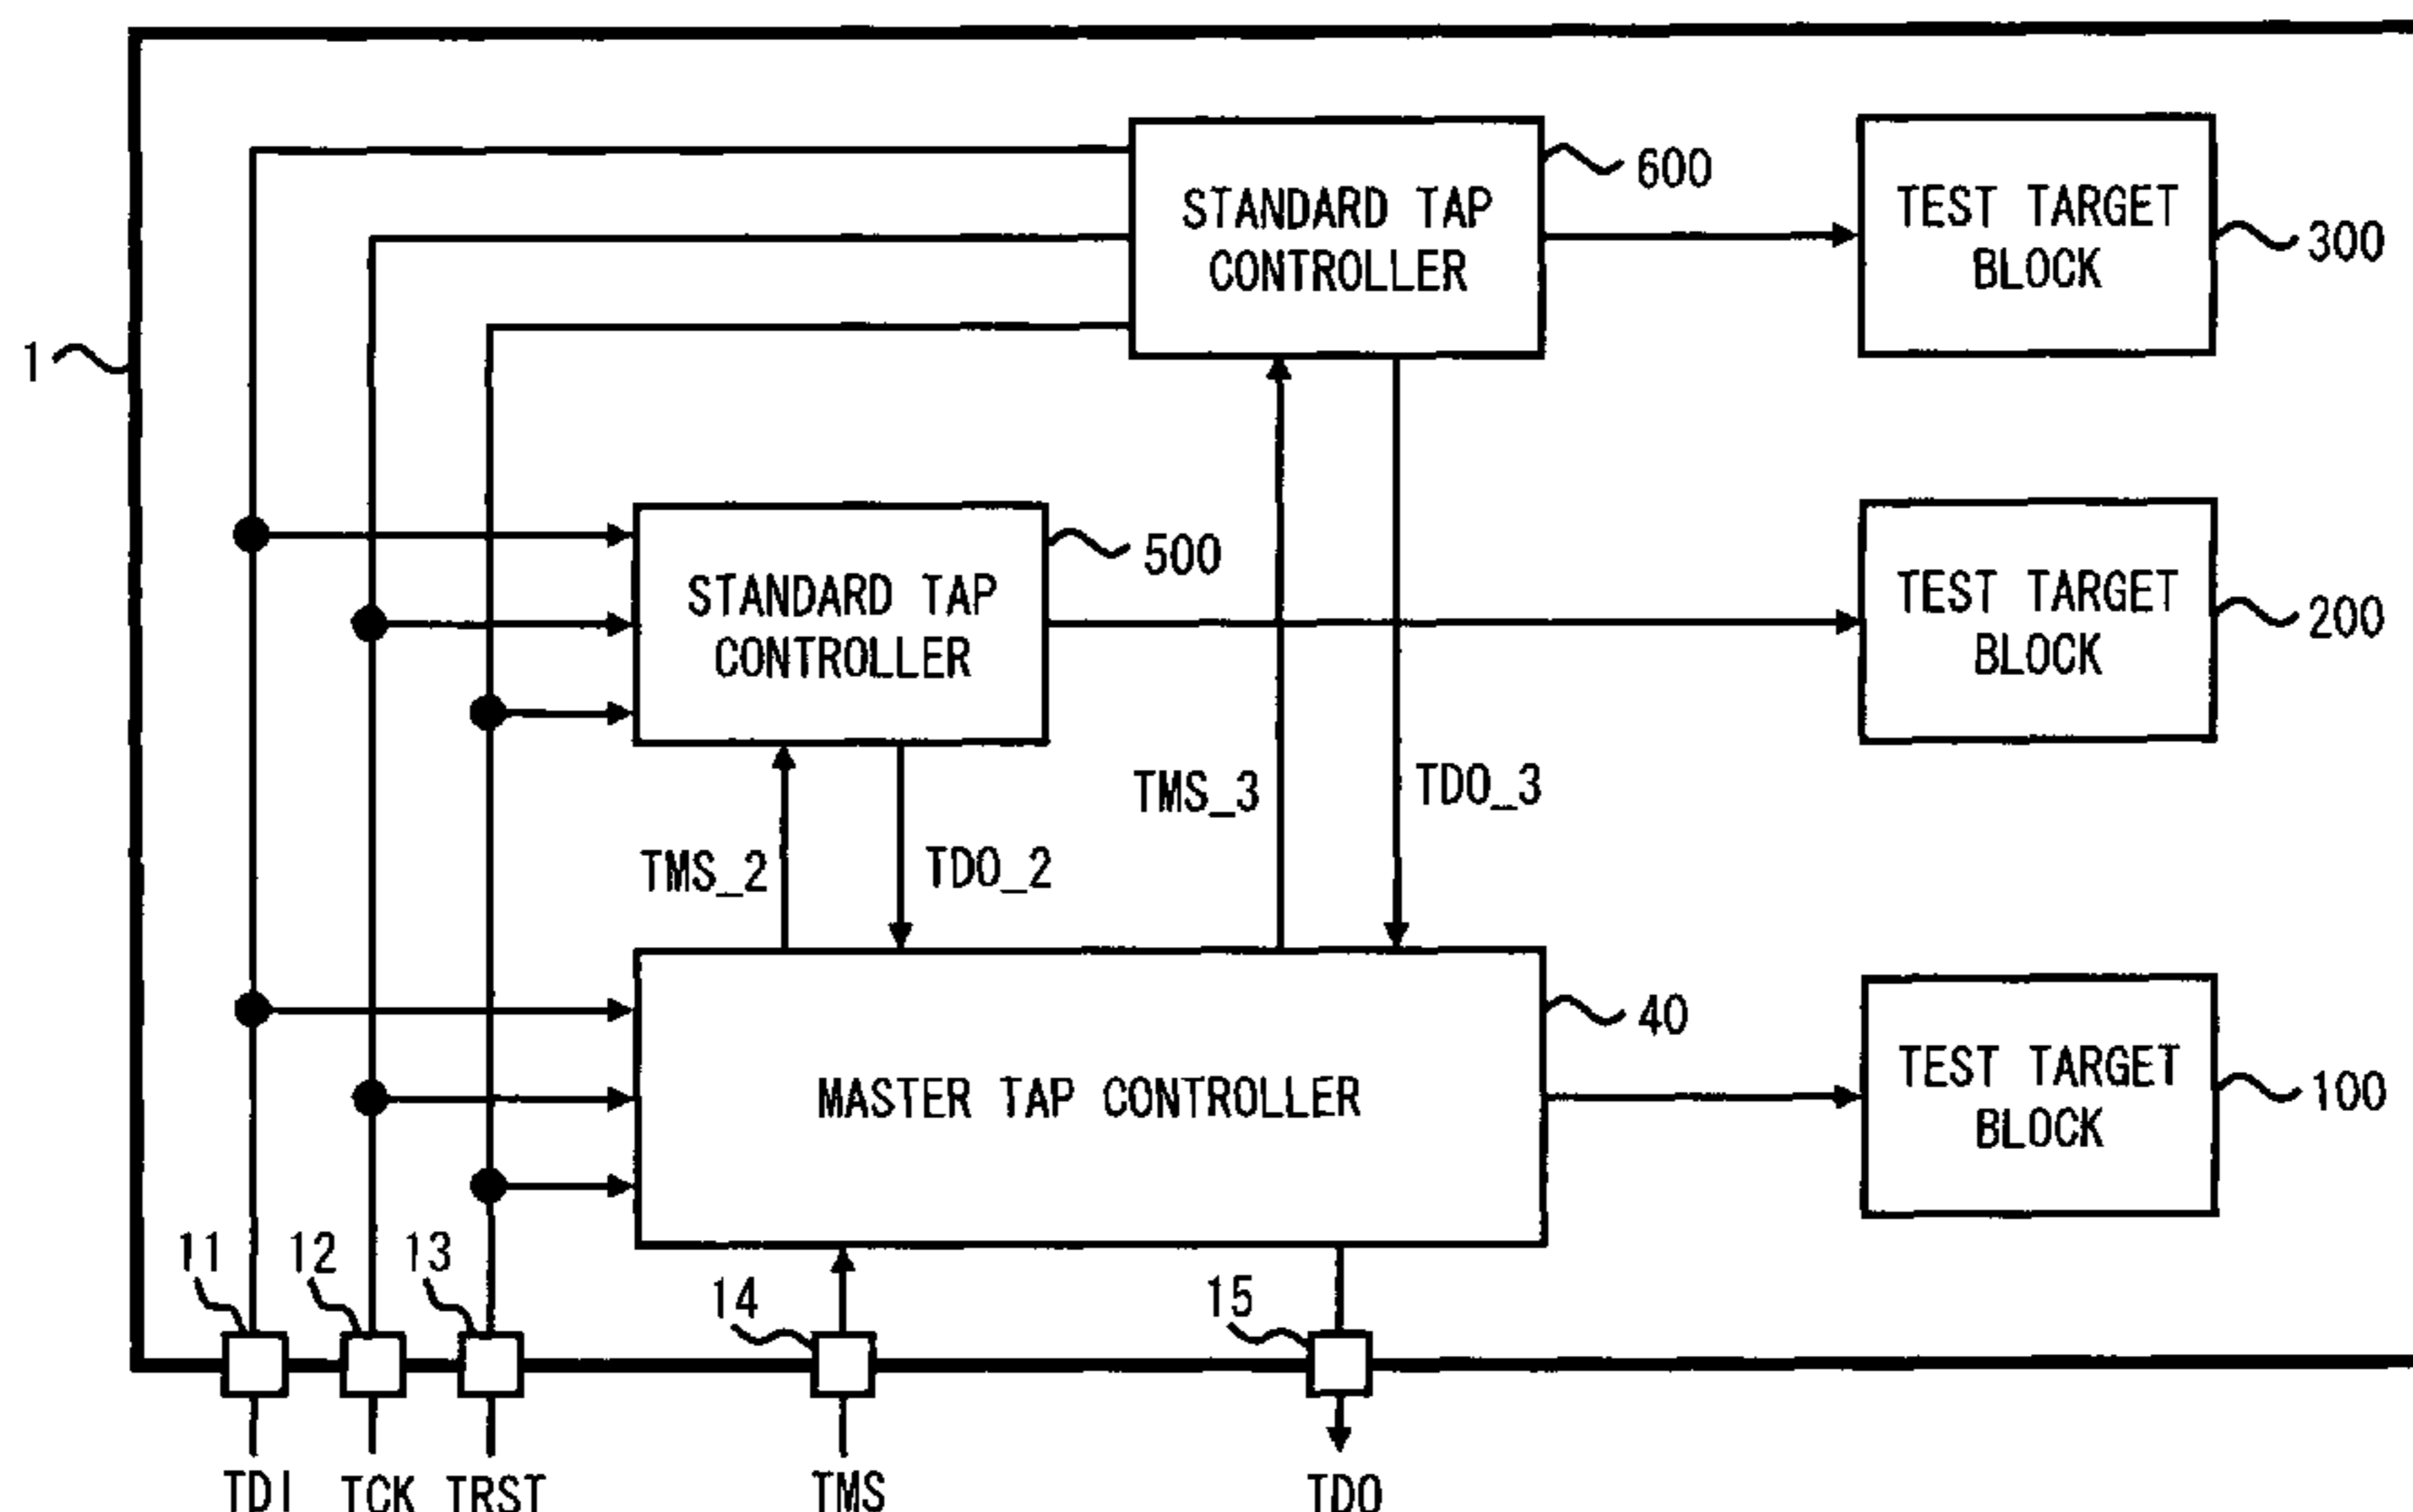 600
STANDARD TAP
CONTROLLER
TEST TARGET
BLOCK
300
1
500
STANDARD TAP
CONTROLLER
TEST TARGET
BLOCK
200
TMS_3
TDO_3
TMS_2
TDO_2
40
MASTER TAP CONTROLLER
TEST TARGET
BLOCK
100
11
12
13
14
15
TDI
TCK
TRST
TMS
TDO